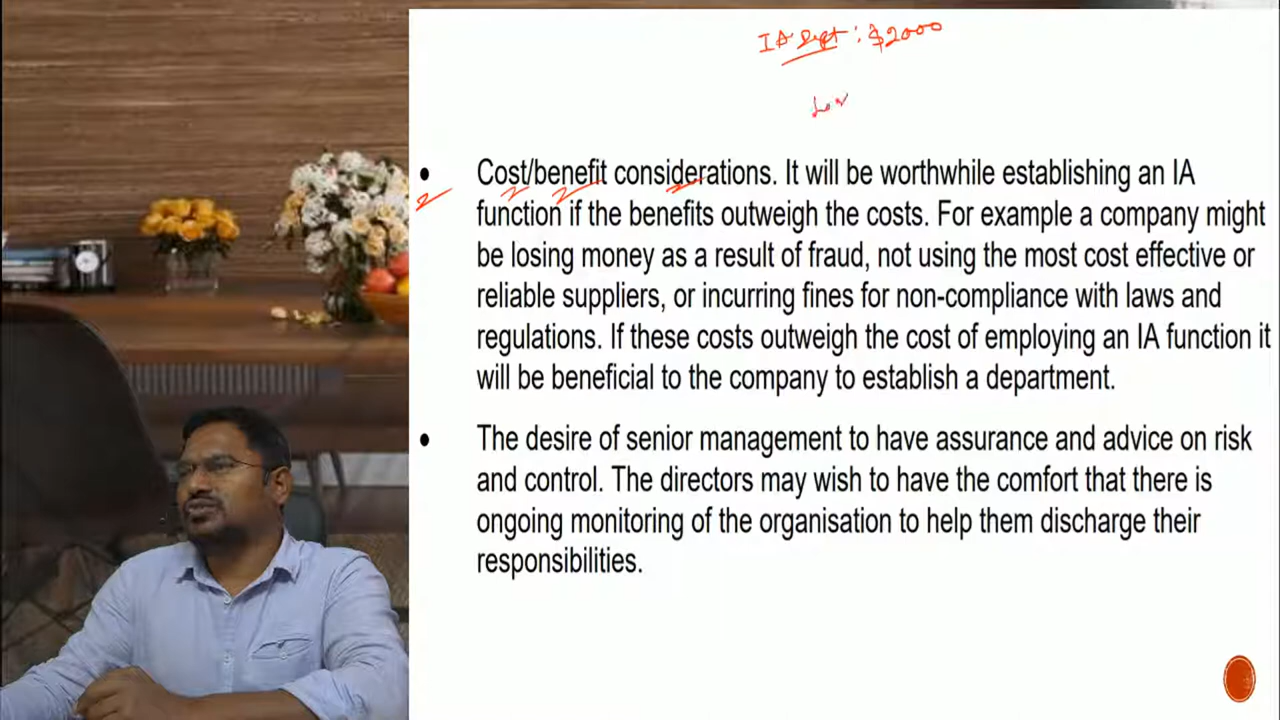 IA Dept : $2000
Cost/benefit considerations. It will be worthwhile establishing an IA
function if the benefits outweigh the costs. For example a company might
be losing money as a result of fraud, not using the most cost effective or
reliable suppliers, or incurring fines for non-compliance with laws and
regulations. If these costs outweigh the cost of employing an IA function it
will be beneficial to the company to establish a department.
The desire of senior management to have assurance and advice on risk
and control. The directors may wish to have the comfort that there is
ongoing monitoring of the organisation to help them discharge their
responsibilities.